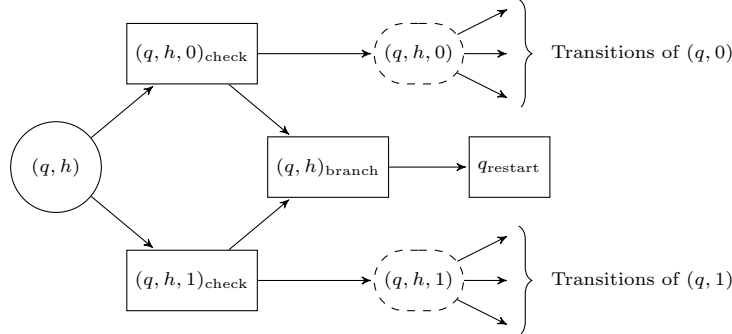 (q, h, 0)check (q, h, 0) Transitions of (q, 0)
(q, h) (q, h)branch qrestart
(q, h, 1)check (q, h, 1) Transitions of (q, 1)